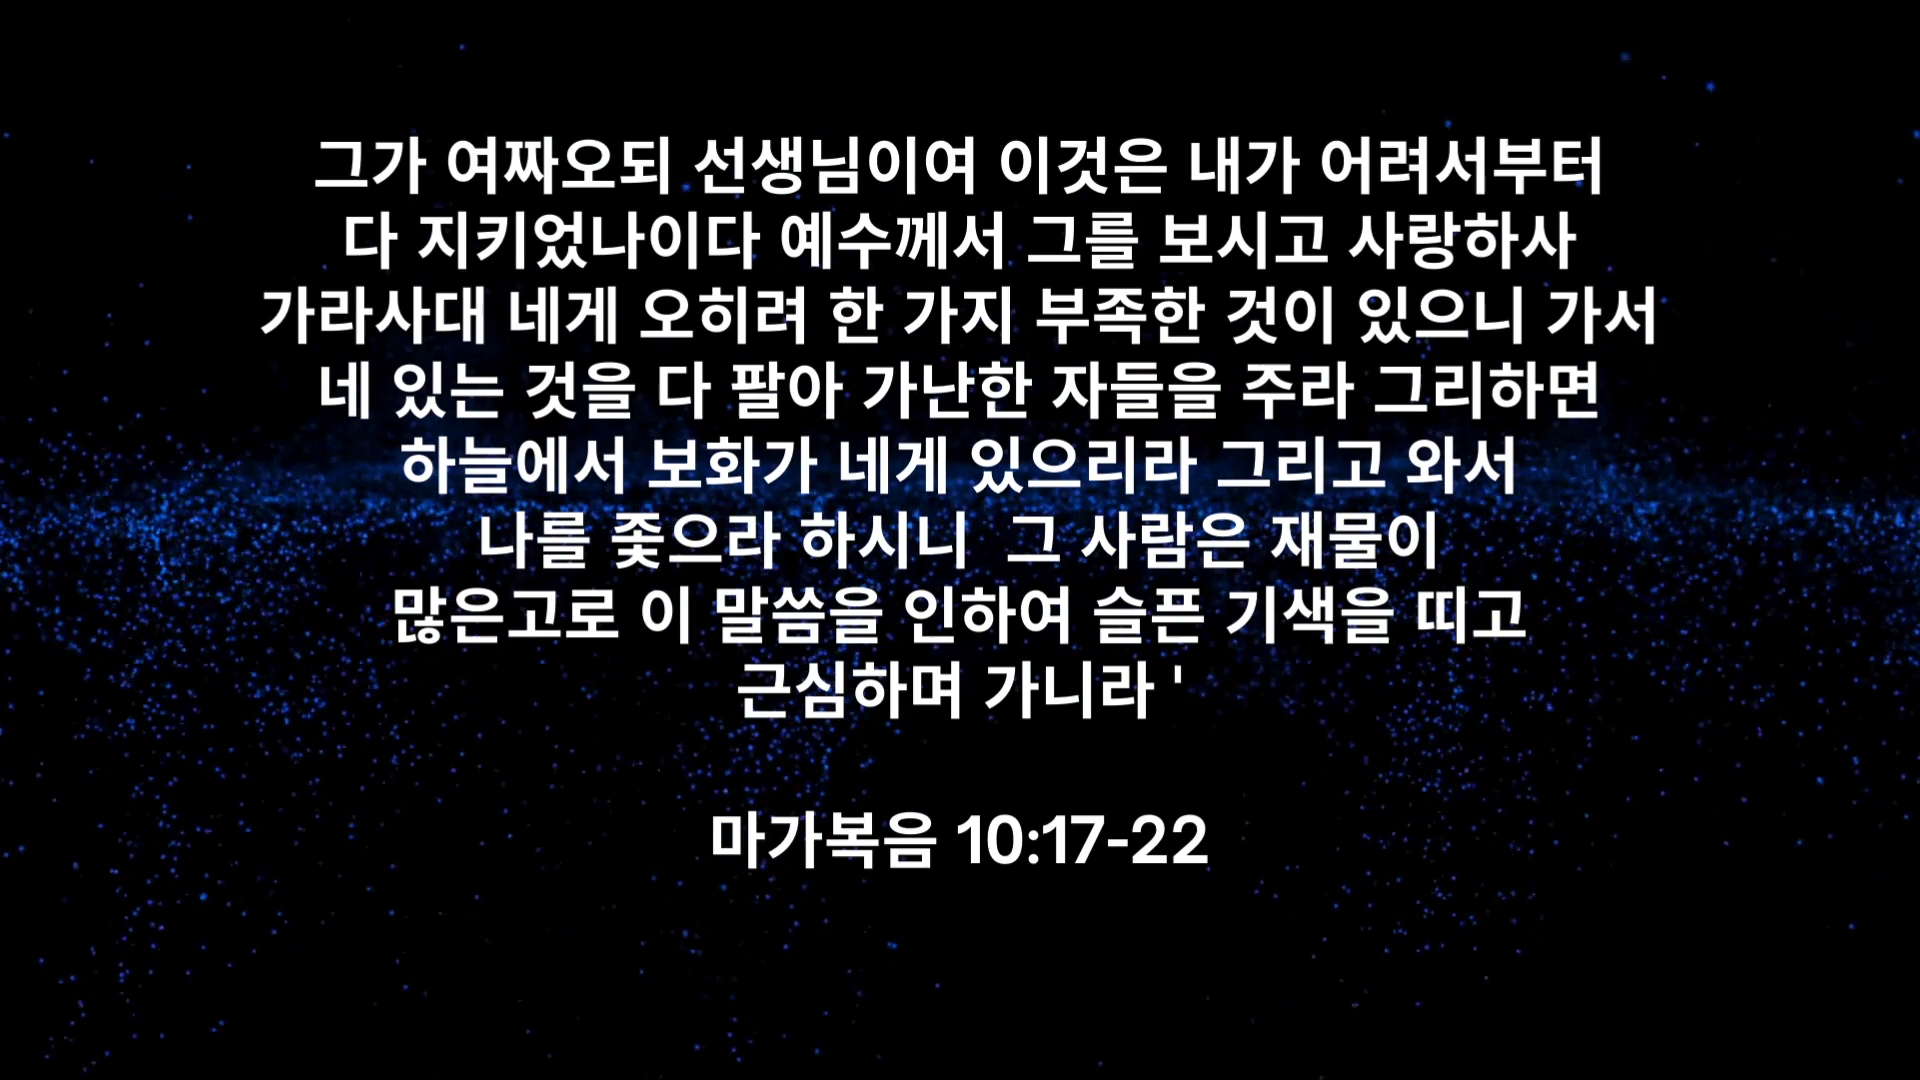 그가 여짜오되 선생님이여 이것은 내가 어려서부터
다 지키었나이다 예수께서 그를 보시고 사랑하사
가라사대 네게 오히려 한 가지 부족한 것이 있으니 가서
네 있는 것을 다 팔아 가난한 자들을 주라 그리하면
하늘에서 보화가 네게 있으리라 그리고 와서
나를 좇으라 하시니  그 사람은 재물이
많은고로 이 말씀을 인하여 슬픈 기색을 띠고
근심하며 가니라 '
마가복음 10:17-22